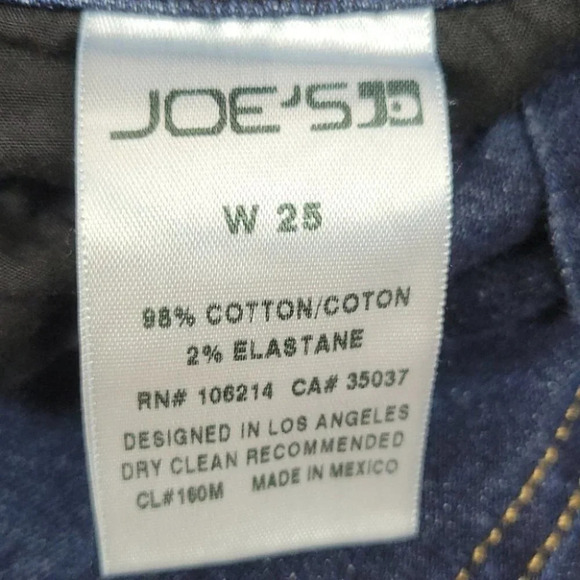 JOE'S
W 25
98% COTTON/COTON
2% ELASTANE
RN# 106214 CA# 35037
DESIGNED IN LOS ANGELES
DRY CLEAN RECOMMENDED
CL#160M MADE IN MEXICO